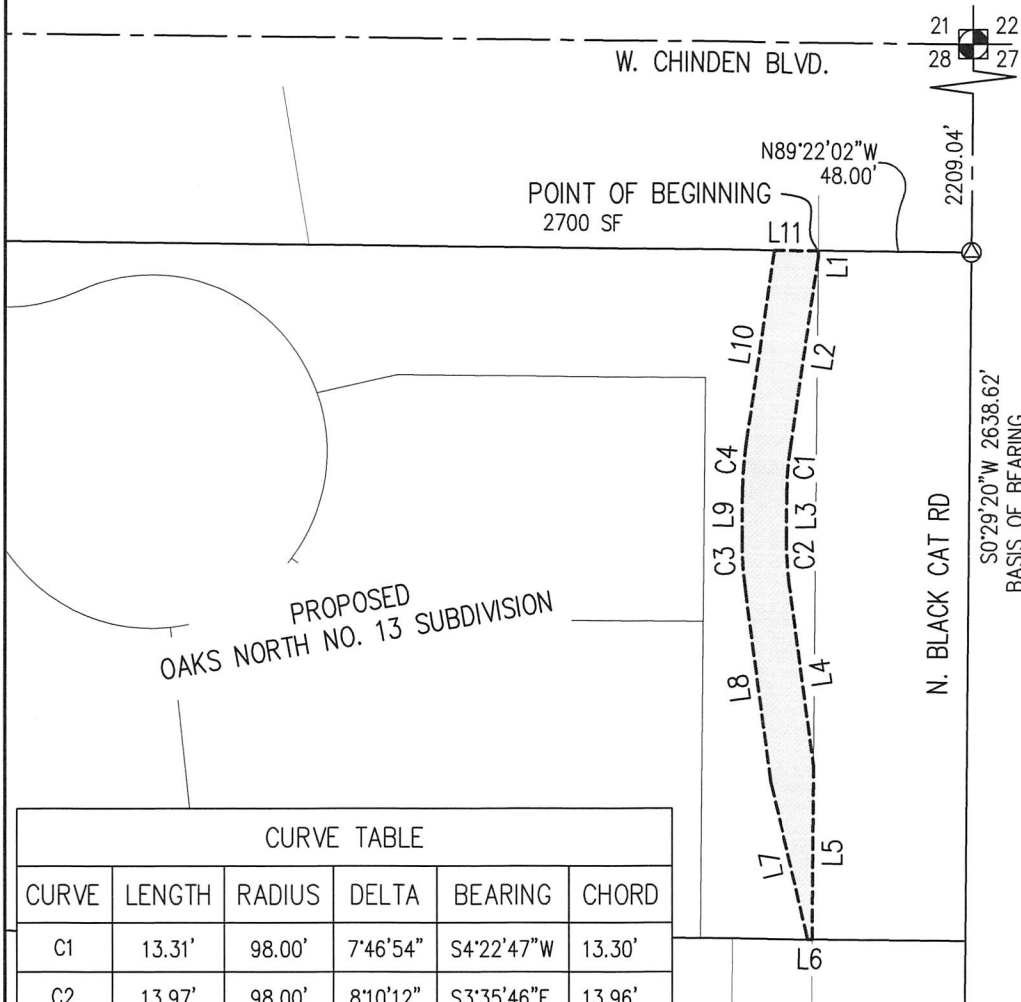 21 22
28 27
W. CHINDEN BLVD.
2209.04'
N89°22'02"W
48.00'
POINT OF BEGINNING
2700 SF
L11
L1
L10
L2
C4
C1
L9
L3
C3
C2
S0°29'20"W 2638.62'
BASIS OF BEARING
N. BLACK CAT RD
PROPOSED
OAKS NORTH NO. 13 SUBDIVISION
L8
L4
L7
L5
L6
CURVE TABLE
CURVE LENGTH RADIUS DELTA BEARING CHORD
C1 13.31' 98.00' 7°46'54" S4°22'47"W 13.30'
C2 13.97' 98.00' 8°10'12" S3°35'46"E 13.96'